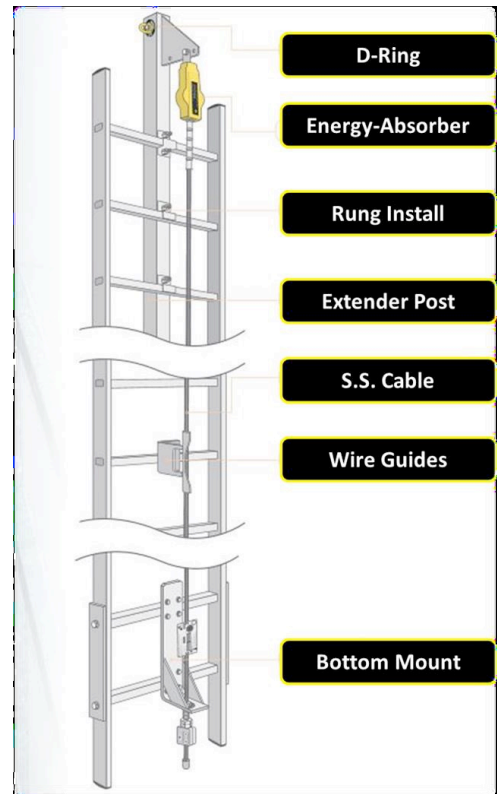 D-Ring
Energy-Absorber
Rung Install
Extender Post
S.S. Cable
Wire Guides
Bottom Mount